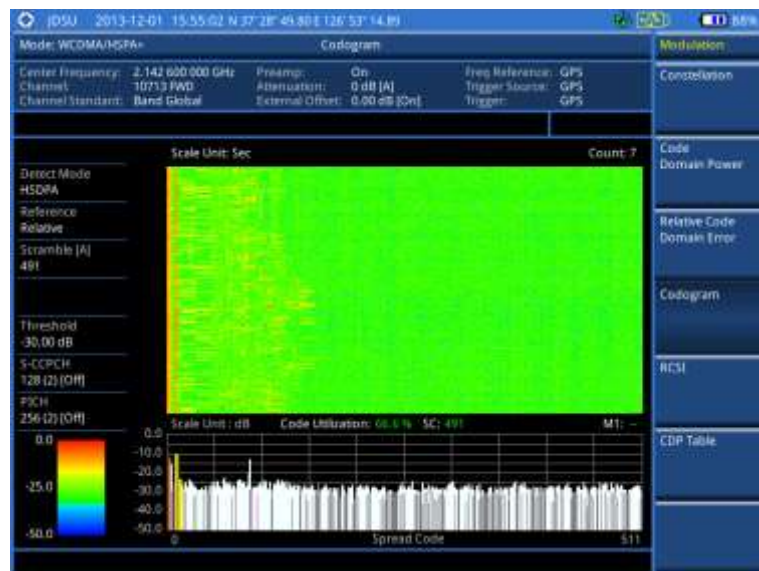 JDSU 2013-12-01 15:55:02 N 37° 28' 49.80 E 126° 53' 14.89 88%
Mode: WCDMA/HSPA+ Codogram
Modulation
Center Frequency: 2.142 600 000 GHz Preamp: On Freq Reference: GPS
Channel: 10713 FWD Attenuation: 0 dB [A] Trigger Source: GPS
Channel Standard: Band Global External Offset: 0.00 dB [On] Trigger: GPS
Constellation
Scale Unit: Sec Count: 7
Code
Domain Power
Detect Mode
HSDPA
Reference
Relative
Scramble [A]
491
Relative Code
Domain Error
Codogram
Threshold
-30.00 dB
S-CCPCH
128 (2) [Off]
PICH
256 (2) [Off]
RCSI
Scale Unit : dB Code Utilization: SC: 491 M1: --
CDP Table
0.0
-25.0
-50.0
0.0
-10.0
-20.0
-30.0
-40.0
-50.0
0 Spread Code 511